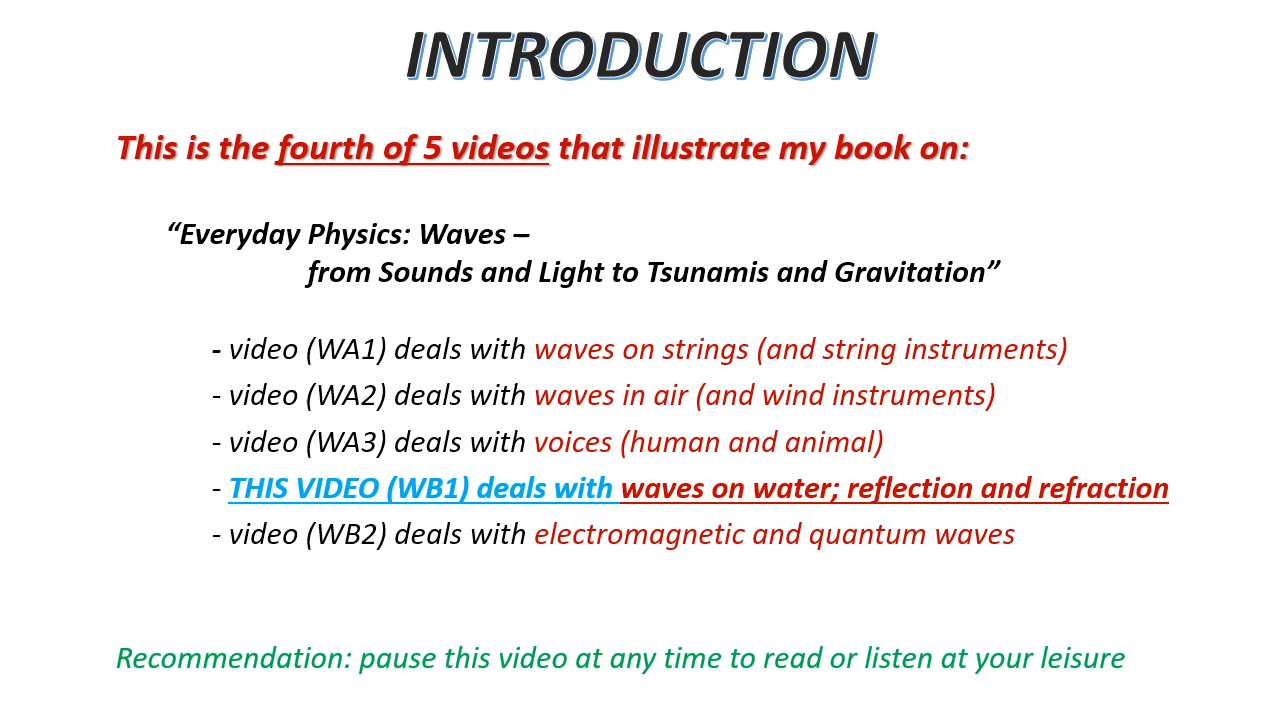 INTRODUCTION
This is the fourth of 5 videos that illustrate my book on:
“Everyday Physics: Waves –
from Sounds and Light to Tsunamis and Gravitation”
- video (WA1) deals with waves on strings (and string instruments)
- video (WA2) deals with waves in air (and wind instruments)
- video (WA3) deals with voices (human and animal)
- THIS VIDEO (WB1) deals with waves on water; reflection and refraction
- video (WB2) deals with electromagnetic and quantum waves
Recommendation: pause this video at any time to read or listen at your leisure